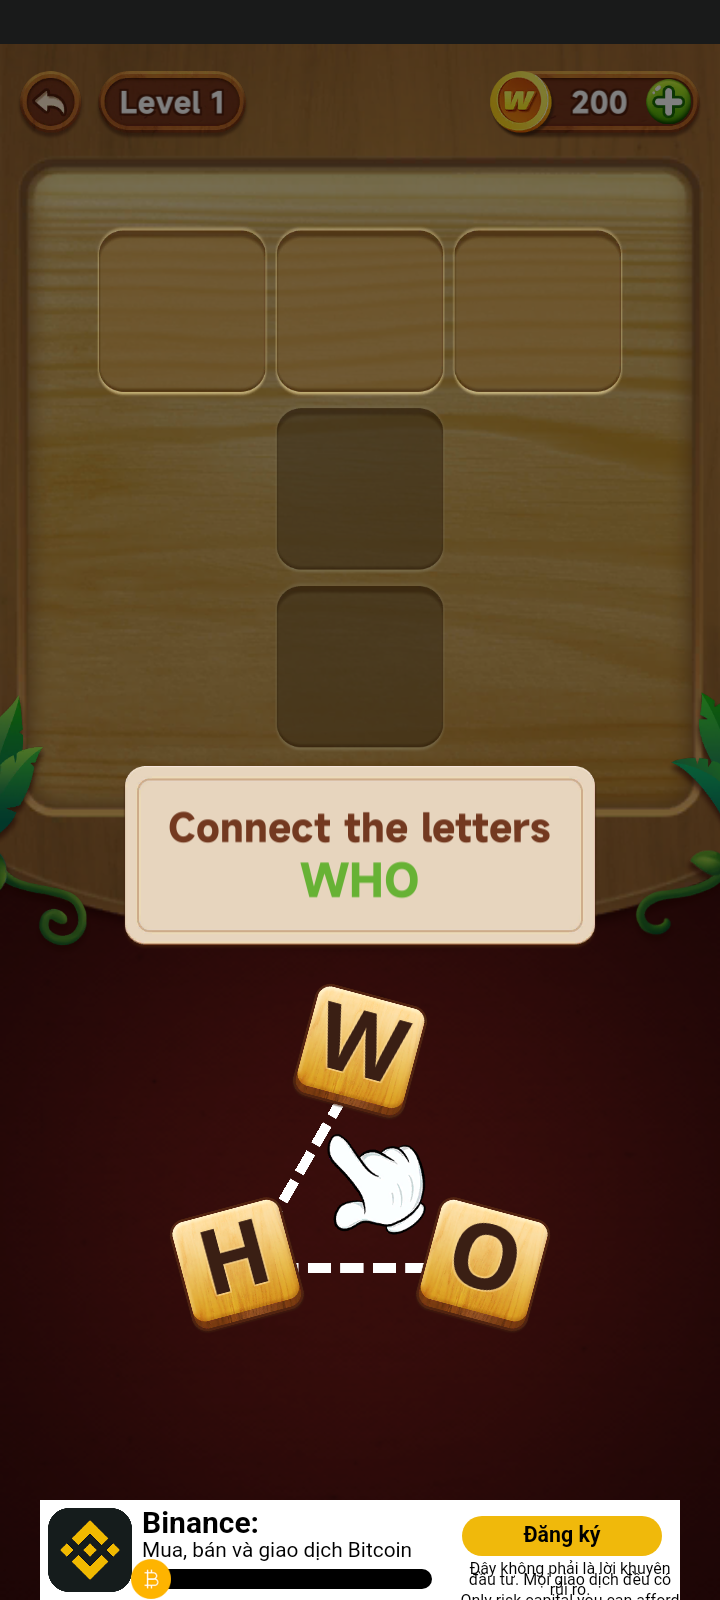 Level 1
W
200
Connect the letters
WHO
W
H
O
Binance:
Mua, bán và giao dịch Bitcoin
Đăng ký
Đây không phải là lời khuyên
đầu tư. Mọi giao dịch đều có
rủi ro.
Only risk capital you can afford